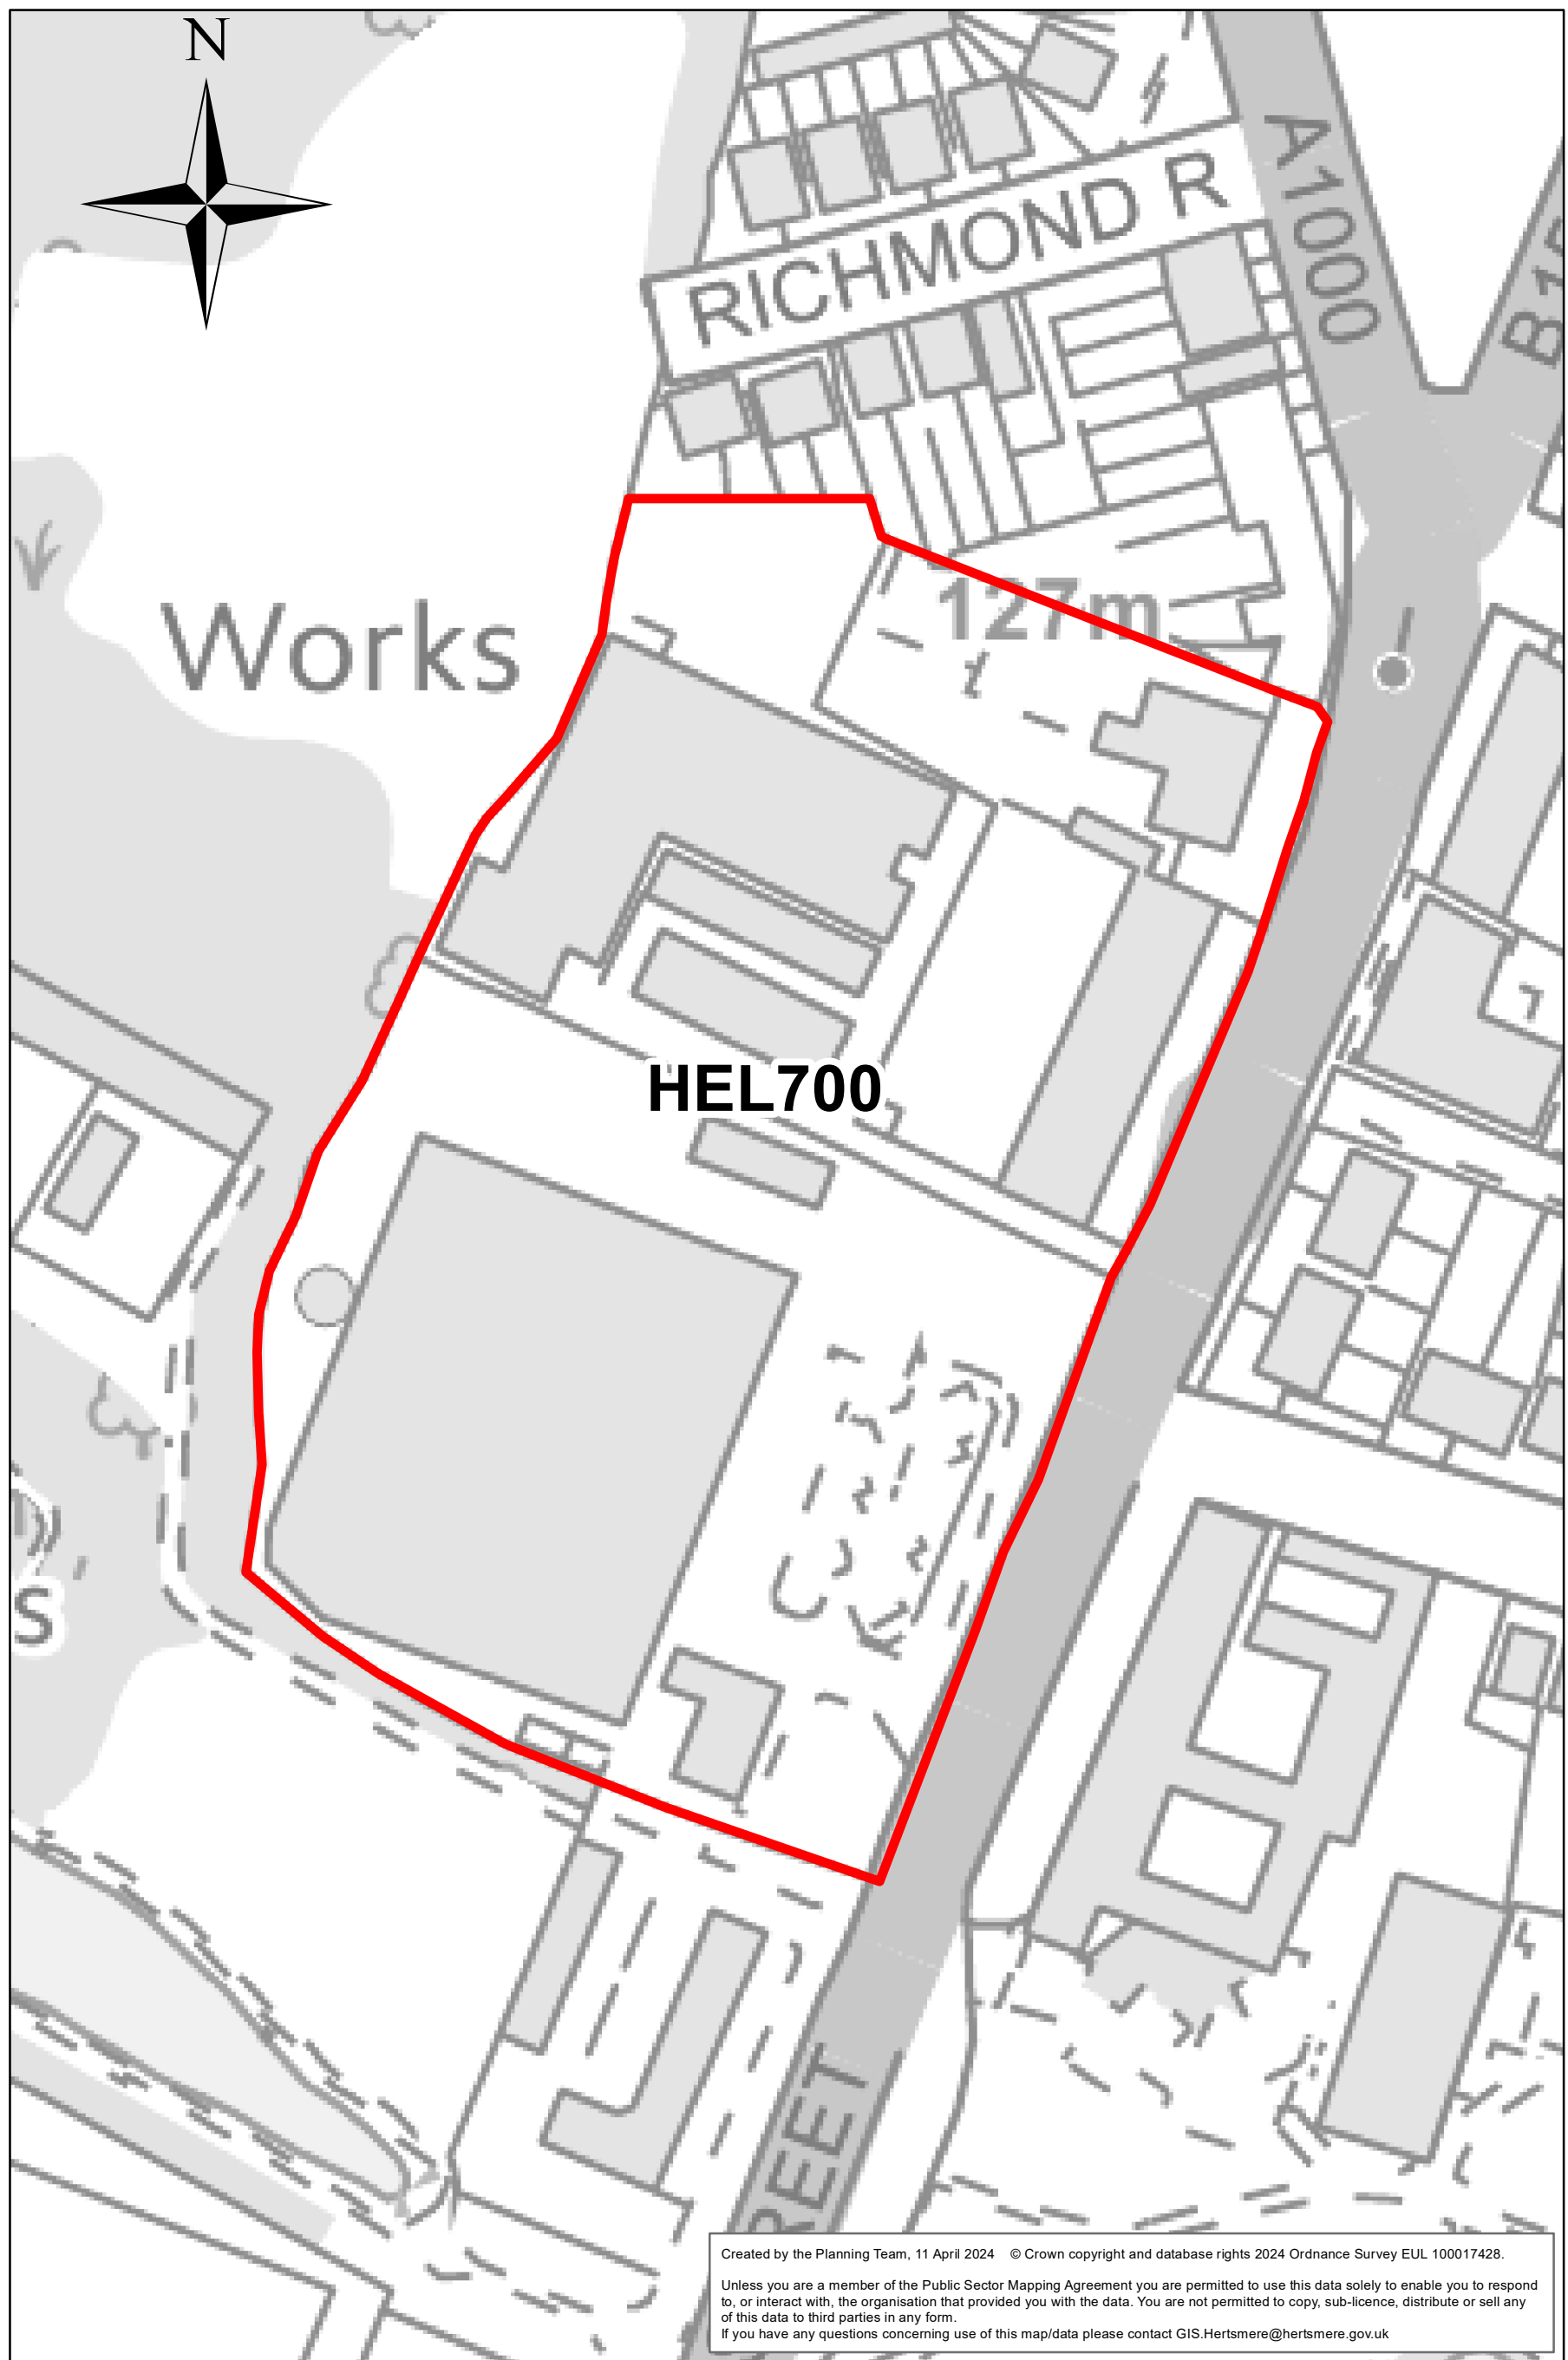 N
RICHMOND R
A1000
127m
Works
HEL700
s
REET
Created by the Planning Team, 11 April 2024 © Crown copyright and database rights 2024 Ordnance Survey EUL 100017428.
Unless you are a member of the Public Sector Mapping Agreement you are permitted to use this data solely to enable you to respond
to, or interact with, the organisation that provided you with the data. You are not permitted to copy, sub-licence, distribute or sell any
of this data to third parties in any form.
If you have any questions concerning use of this map/data please contact GIS.Hertsmere@hertsmere.gov.uk